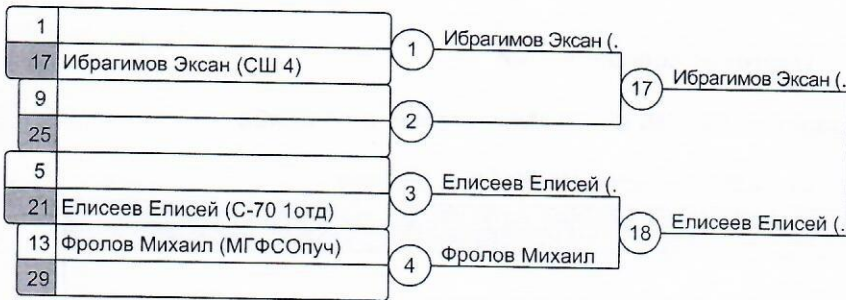 1
17 Ибрагимов Эксан (СШ 4)
1
Ибрагимов Эксан (.
9
25
2
17
Ибрагимов Эксан (.
5
21 Елисеев Елисей (С-70 1отд)
3
Елисеев Елисей (.
13 Фролов Михаил (МГФСОпуч)
29
4
Фролов Михаил
18
Елисеев Елисей (.